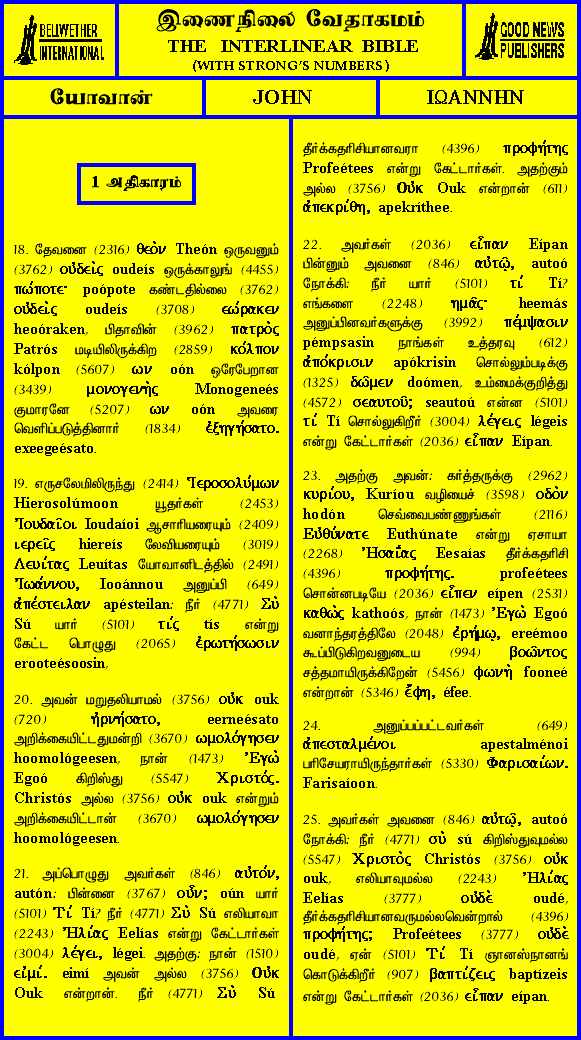 BELLWETHER
INTERNATIONAL
இணைநிலை வேதாகமம்
THE INTERLINEAR BIBLE
(WITH STRONG'S NUMBERS)
GOOD NEWS
PUBLISHERS
யோவான்
JOHN
ΙΩΑΝΝΗΝ
1 அதிகாரம்
18. தேவனை (2316) θεὸν Theón ஒருவனும்
(3762) οὐδεὶς oudeís ஒருக்காலுங் (4455)
πώποτε· poópote கண்டதில்லை (3762)
οὐδεὶς oudeís (3708) εώρακεν
heoóraken, பிதாவின் (3962) πατρὸς
Patrós மடியிலிருக்கிற (2859) κόλπον
kólpon (5607) ων oón ஒரேபேறான
(3439) μονογενὴς Monogeneés
குமாரனே (5207) ων oón அவரை
வெளிப்படுத்தினார் (1834) ἐξηγήσατο.
exeegeésato.
19. எருசலேமிலிருந்து (2414) Ἱεροσολύμων
Hierosolúmoon யூதர்கள் (2453)
Ἰουδαῖοι Ioudaíoi ஆசாரியரையும் (2409)
ιερεῖς hiereís லேவியரையும் (3019)
Λευίτας Leuítas யோவானிடத்தில் (2491)
Ἰωάννου, Iooánnou அனுப்பி (649)
ἀπέστειλαν apésteilan: நீர் (4771) Σὺ
Sú யார் (5101) τίς tís என்று
கேட்ட பொழுது (2065) ἐρωτήσωσιν
erooteésoosin,
20. அவன் மறுதலியாமல் (3756) οὐκ ouk
(720) ἠρνήσατο, eerneésato
அறிக்கையிட்டதுமன்றி (3670) ωμολόγησεν
hoomológeesen, நான் (1473) Ἐγὼ
Egoó கிறிஸ்து (5547) Χριστός.
Christós அல்ல (3756) οὐκ ouk என்றும்
அறிக்கையிட்டான் (3670) ωμολόγησεν
hoomológeesen.
21. அப்பொழுது அவர்கள் (846) αὐτόν,
autón: பின்னை (3767) οὖν; oún யார்
(5101) Τί Tí? நீர் (4771) Σὺ Sú எலியாவா
(2243) Ἠλίας Eelías என்று கேட்டார்கள்
(3004) λέγει, légei. அதற்கு: நான் (1510)
εἰμί. eimí அவன் அல்ல (3756) Οὐκ
Ouk என்றான். நீர் (4771) Σὺ Sú
தீர்க்கதரிசியானவரா (4396) προφήτης
Profeétees என்று கேட்டார்கள். அதற்கும்
அல்ல (3756) Οὐκ Ouk என்றான் (611)
ἀπεκρίθη, apekríthee.
22. அவர்கள் (2036) εἶπαν Eípan
பின்னும் அவனை (846) αὐτῷ, autoó
நோக்கி: நீர் யார் (5101) τί Tí?
எங்களை (2248) ημᾶς· heemás
அனுப்பினவர்களுக்கு (3992) πέμψασιν
pémpsasin நாங்கள் உத்தரவு (612)
ἀπόκρισιν apókrisin சொல்லும்படிக்கு
(1325) δῶμεν doómen, உம்மைக்குறித்து
(4572) σεαυτοῦ; seautoú என்ன (5101)
τί Tí சொல்லுகிறீர் (3004) λέγεις légeis
என்று கேட்டார்கள் (2036) εἶπαν Eípan.
23. அதற்கு அவன்: கர்த்தருக்கு (2962)
κυρίου, Kuríou வழியைச் (3598) οδὸν
hodón செவ்வைபண்ணுங்கள் (2116)
Εὐθύνατε Euthúnate என்று ஏசாயா
(2268) Ἠσαΐας Eesaías தீர்க்கதரிசி
(4396) προφήτης. profeétees
சொன்னபடியே (2036) εἶπεν eípen (2531)
καθὼς kathoós, நான் (1473) Ἐγὼ Egoó
வனாந்தரத்திலே (2048) ἐρήμῳ, ereémoo
கூப்பிடுகிறவனுடைய (994) βοῶντος
சத்தமாயிருக்கிறேன் (5456) φωνὴ fooneé
என்றான் (5346) ἔφη, éfee.
24. அனுப்பப்பட்டவர்கள் (649)
ἀπεσταλμένοι apestalménoi
பரிசேயராயிருந்தார்கள் (5330) Φαρισαίων.
Farisaíoon.
25. அவர்கள் அவனை (846) αὐτῷ, autoó
நோக்கி: நீர் (4771) σὺ sú கிறிஸ்துவுமல்ல
(5547) Χριστὸς Christós (3756) οὐκ
ouk, எலியாவுமல்ல (2243) Ἠλίας
Eelías (3777) οὐδὲ oudé,
தீர்க்கதரிசியானவருமல்லவென்றால் (4396)
προφήτης; Profeétees (3777) οὐδὲ
oudé, ஏன் (5101) Τί Tí ஞானஸ்நானங்
கொடுக்கிறீர் (907) βαπτίζεις baptízeis
என்று கேட்டார்கள் (2036) εἶπαν eípan.